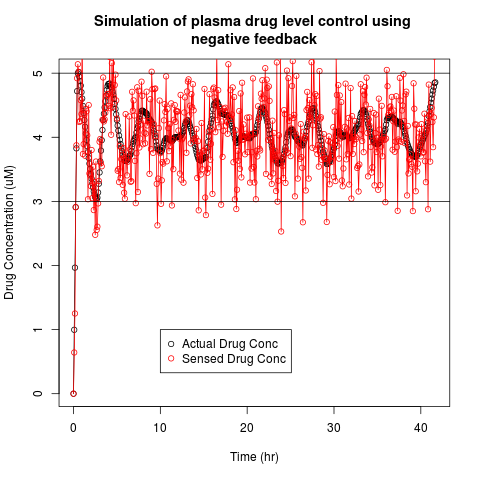 Simulation of plasma drug level control using
negative feedback
Drug Concentration (uM)
5
4
3
2
1
0
Actual Drug Conc
Sensed Drug Conc
0 10 20 30 40
Time (hr)